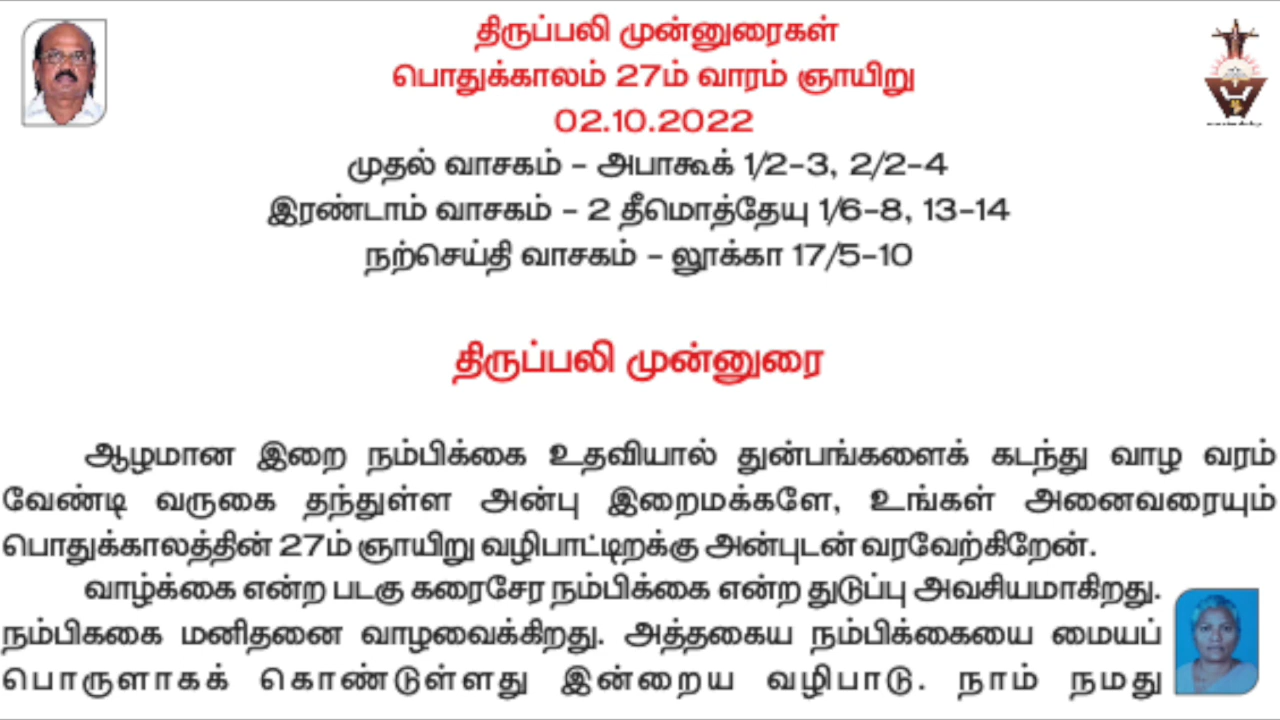 திருப்பலி முன்னுரைகள்
பொதுக்காலம் 27ம் வாரம் ஞாயிறு
02.10.2022
முதல் வாசகம் - அபாகூக் 1/2-3, 2/2-4
இரண்டாம் வாசகம் - 2 தீமொத்தேயு 1/6-8, 13-14
நற்செய்தி வாசகம் - லூக்கா 17/5-10
திருப்பலி முன்னுரை
ஆழமான இறை நம்பிக்கை உதவியால் துன்பங்களைக் கடந்து வாழ வரம்
வேண்டி வருகை தந்துள்ள அன்பு இறைமக்களே, உங்கள் அனைவரையும்
பொதுக்காலத்தின் 27ம் ஞாயிறு வழிபாட்டிறக்கு அன்புடன் வரவேற்கிறேன்.
வாழ்க்கை என்ற படகு கரைசேர நம்பிக்கை என்ற துடுப்பு அவசியமாகிறது.
நம்பிககை மனிதனை வாழவைக்கிறது. அத்தகைய நம்பிக்கையை மையப்
பொருளாகக் கொண்டுள்ளது இன்றைய வழிபாடு. நாம் நமது